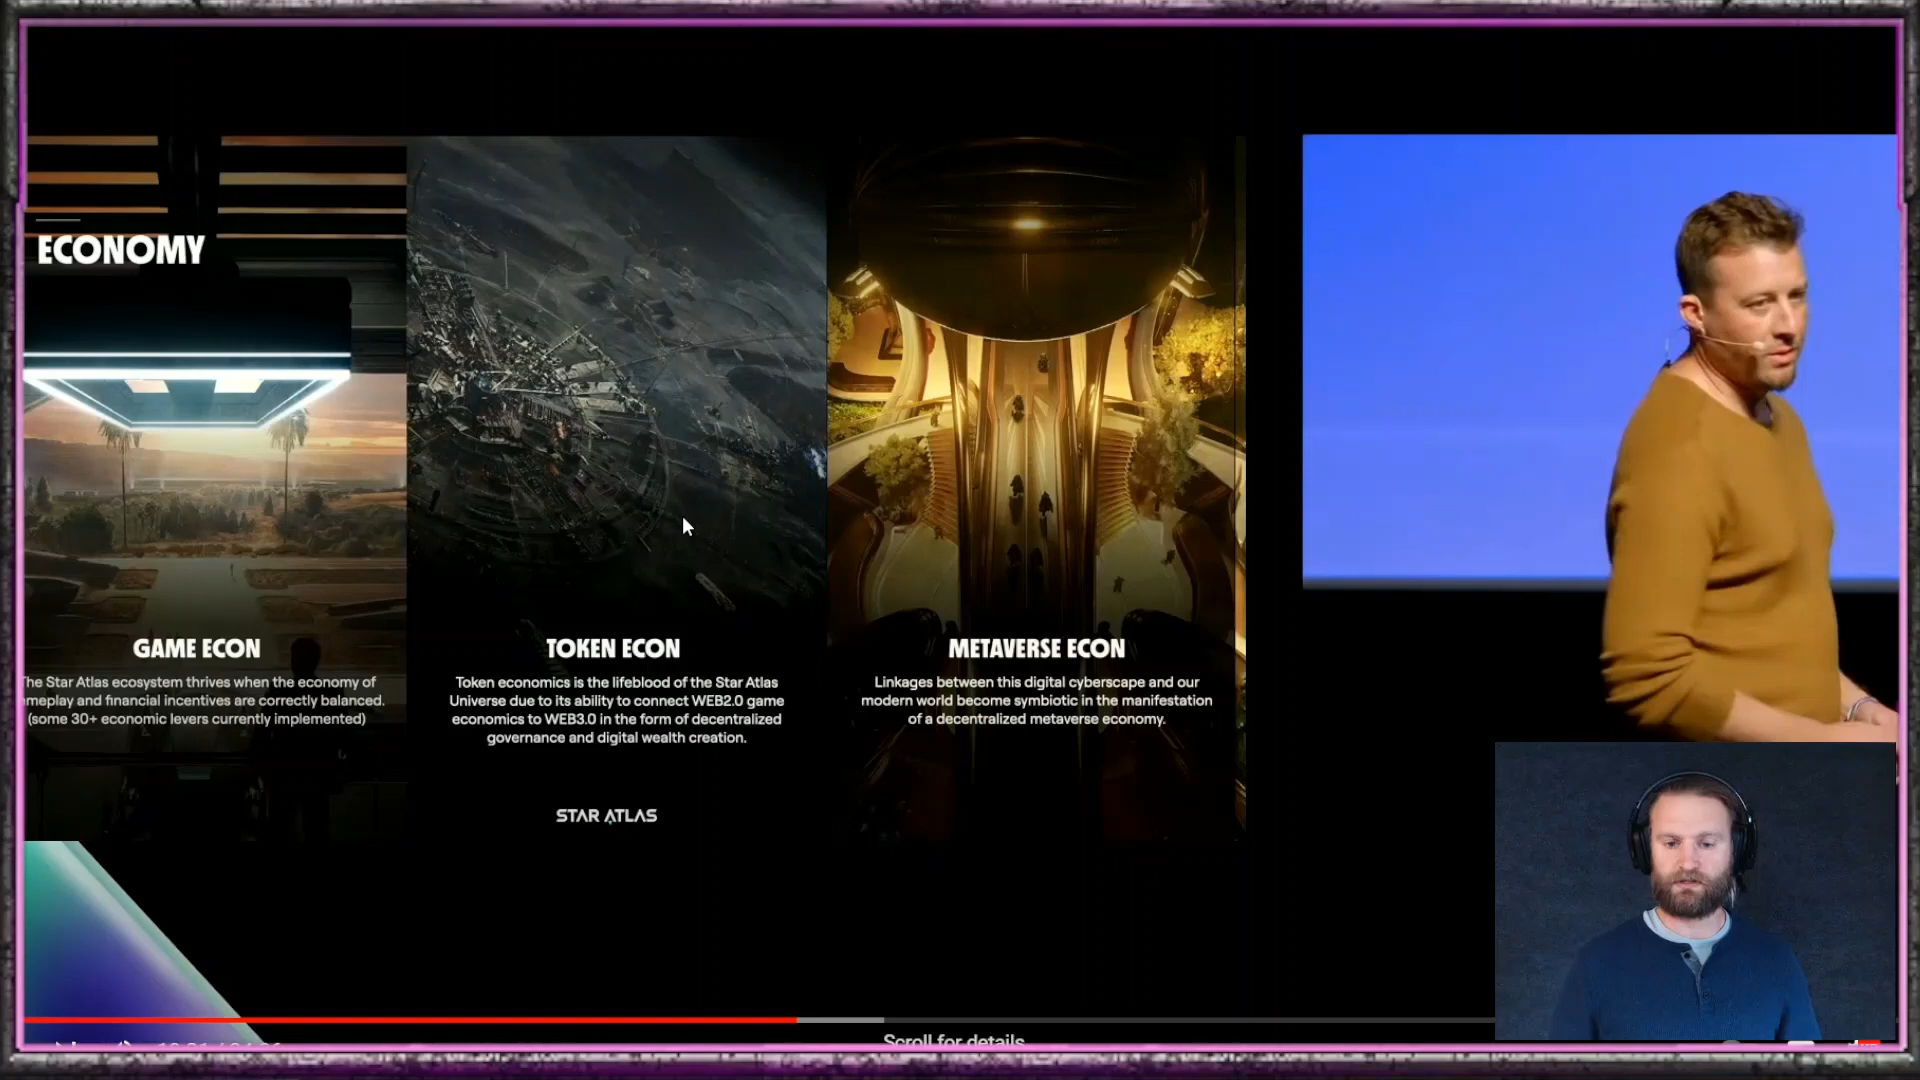 ECONOMY
GAME ECON
he Star Atlas ecosystem thrives when the economy of
meplay and financial incentives are correctly balanced.
(some 30+ economic levers currently implemented)
TOKEN ECON
Token economics is the lifeblood of the Star Atlas
Universe due to its ability to connect WEB2.0 game
economics to WEB3.0 in the form of decentralized
governance and digital wealth creation.
METAVERSE ECON
Linkages between this digital cyberscape and our
modern world become symbiotic in the manifestation
of a decentralized metaverse economy.
STAR ATLAS
Scroll for details